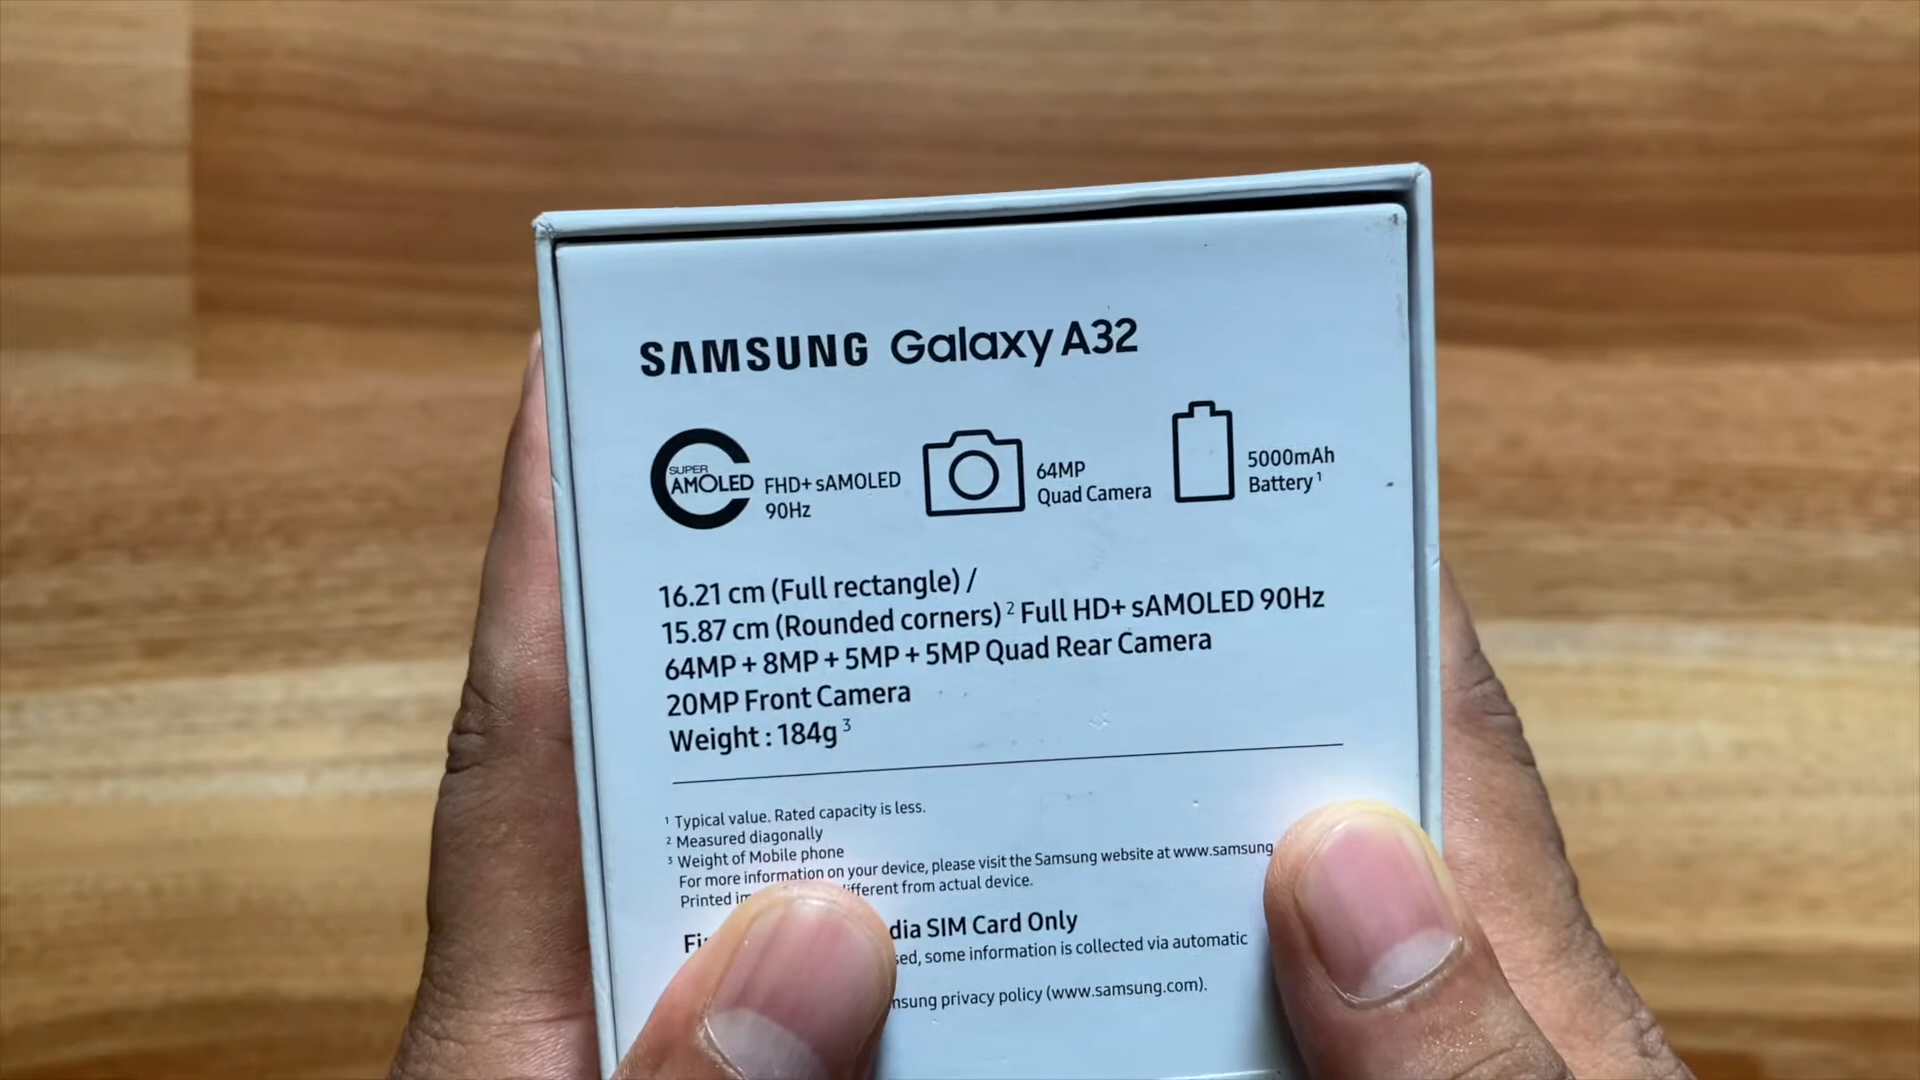 SAMSUNG Galaxy A32
SUPER
AMOLED
FHD+ sAMOLED
90Hz
64MP
Quad Camera
5000mAh
Battery 1
16.21 cm (Full rectangle) /
15.87 cm (Rounded corners) 2 Full HD+ sAMOLED 90Hz
64MP + 8MP + 5MP + 5MP Quad Rear Camera
20MP Front Camera
Weight : 184g 3
1 Typical value. Rated capacity is less.
2 Measured diagonally
3 Weight of Mobile phone
For more information on your device, please visit the Samsung website at www.samsung
Printed different from actual device.
SIM Card Only
some information is collected via automatic
privacy policy (www.samsung.com).